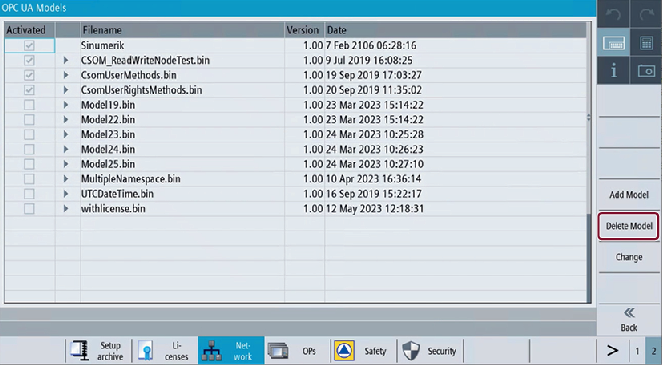 OPC UA Models
Activated Filename Version Date
Sinumerik 1.00 7 Feb 2106 06:28:16
CSOM_ReadWriteNodeTest.bin 1.00 9 Jul 2019 16:08:25
CsomUserMethods.bin 1.00 19 Sep 2019 17:03:27
CsomUserRightsMethods.bin 1.00 20 Sep 2019 11:35:02
Model19.bin 1.00 23 Mar 2023 15:14:22
Model22.bin 1.00 23 Mar 2023 15:14:22
Model23.bin 1.00 24 Mar 2023 10:25:28
Model24.bin 1.00 24 Mar 2023 10:26:23
Model25.bin 1.00 24 Mar 2023 10:27:10
MultipleNamespace.bin 1.00 10 Apr 2023 16:36:14
UTCDateTime.bin 1.00 16 Sep 2019 15:22:17
withlicense.bin 1.00 12 May 2023 12:18:31
Add Model
Delete Model
Change
Back
Setup
archive
Li-
censes
Net-
work
OPs
Safety
Security
1 2